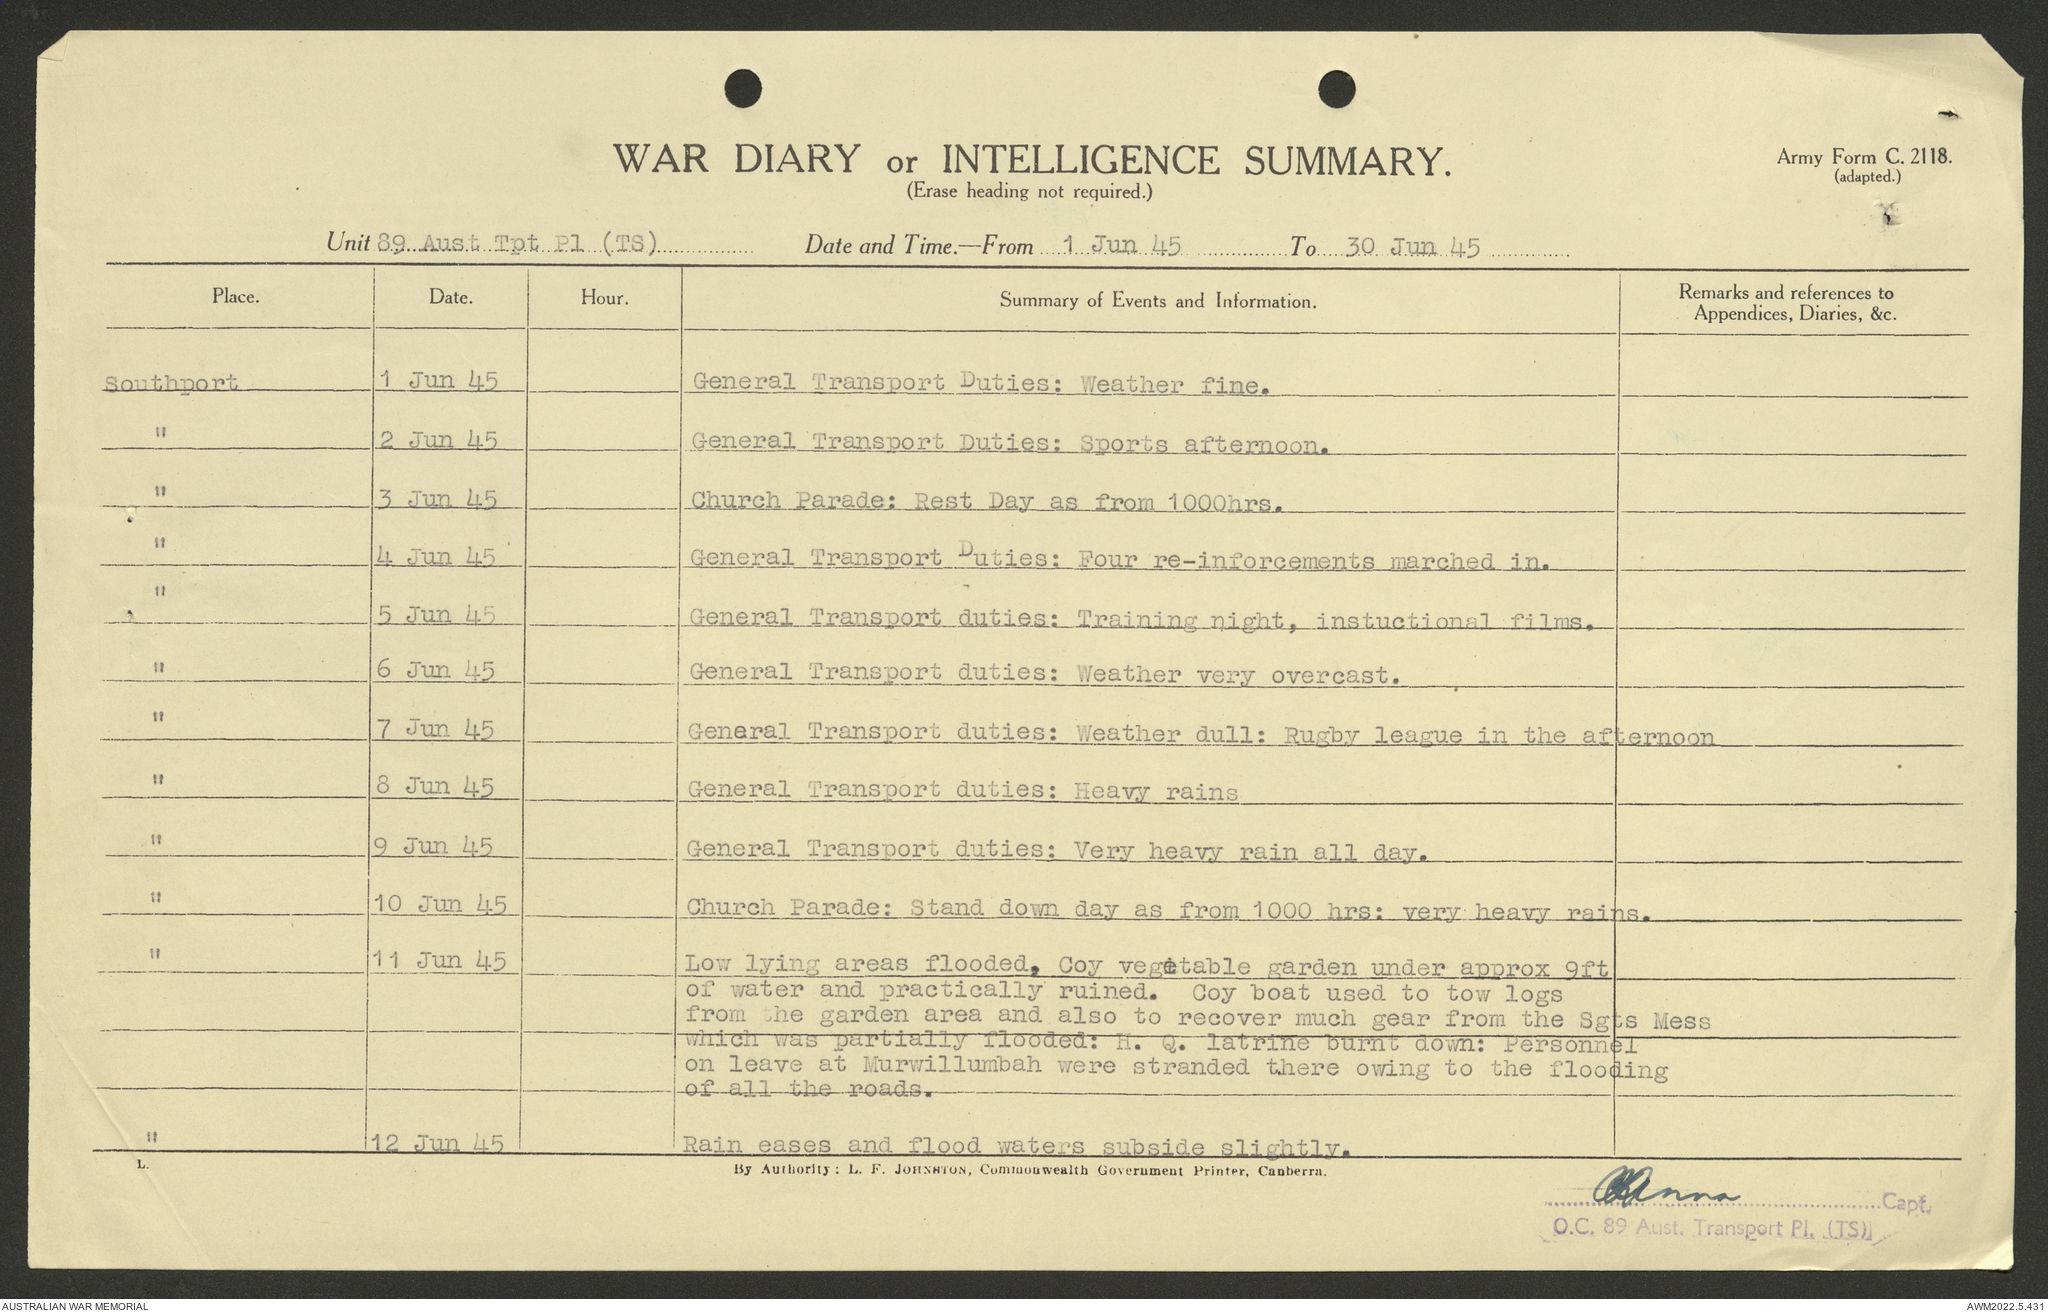 WAR DIARY or INTELLIGENCE SUMMARY.
(Erase heading not required.)
Army Form C. 2118.
(adapted.)
Unit 89 Aust Tpt Pl (TS) Date and Time.—From 1 Jun 45 To 30 Jun 45
Place. Date. Hour. Summary of Events and Information. Remarks and references to
Appendices, Diaries, &c.
Southport 1 Jun 45 General Transport Duties: Weather fine.
" 2 Jun 45 General Transport Duties: Sports afternoon.
" 3 Jun 45 Church Parade: Rest Day as from 1000hrs.
" 4 Jun 45 General Transport Duties: Four re-inforcements marched in.
" 5 Jun 45 General Transport duties: Training night, instuctional films.
" 6 Jun 45 General Transport duties: Weather very overcast.
" 7 Jun 45 General Transport duties: Weather dull: Rugby league in the afternoon
" 8 Jun 45 General Transport duties: Heavy rains
" 9 Jun 45 General Transport duties: Very heavy rain all day.
" 10 Jun 45 Church Parade: Stand down day as from 1000 hrs: very heavy rains.
" 11 Jun 45 Low lying areas flooded, Coy vegetable garden under approx 9ft
of water and practically ruined. Coy boat used to tow logs
from the garden area and also to recover much gear from the Sgts Mess
which was partially flooded: H. Q. latrine burnt down: Personnel
on leave at Murwillumbah were stranded there owing to the flooding
of all the roads.
" 12 Jun 45 Rain eases and flood waters subside slightly.
L.
By Authority: L. F. JOHNSTON, Commonwealth Government Printer, Canberra.
Capt.
O.C. 89 Aust. Transport Pl. (TS)
AUSTRALIAN WAR MEMORIAL
AWM2022.5.431